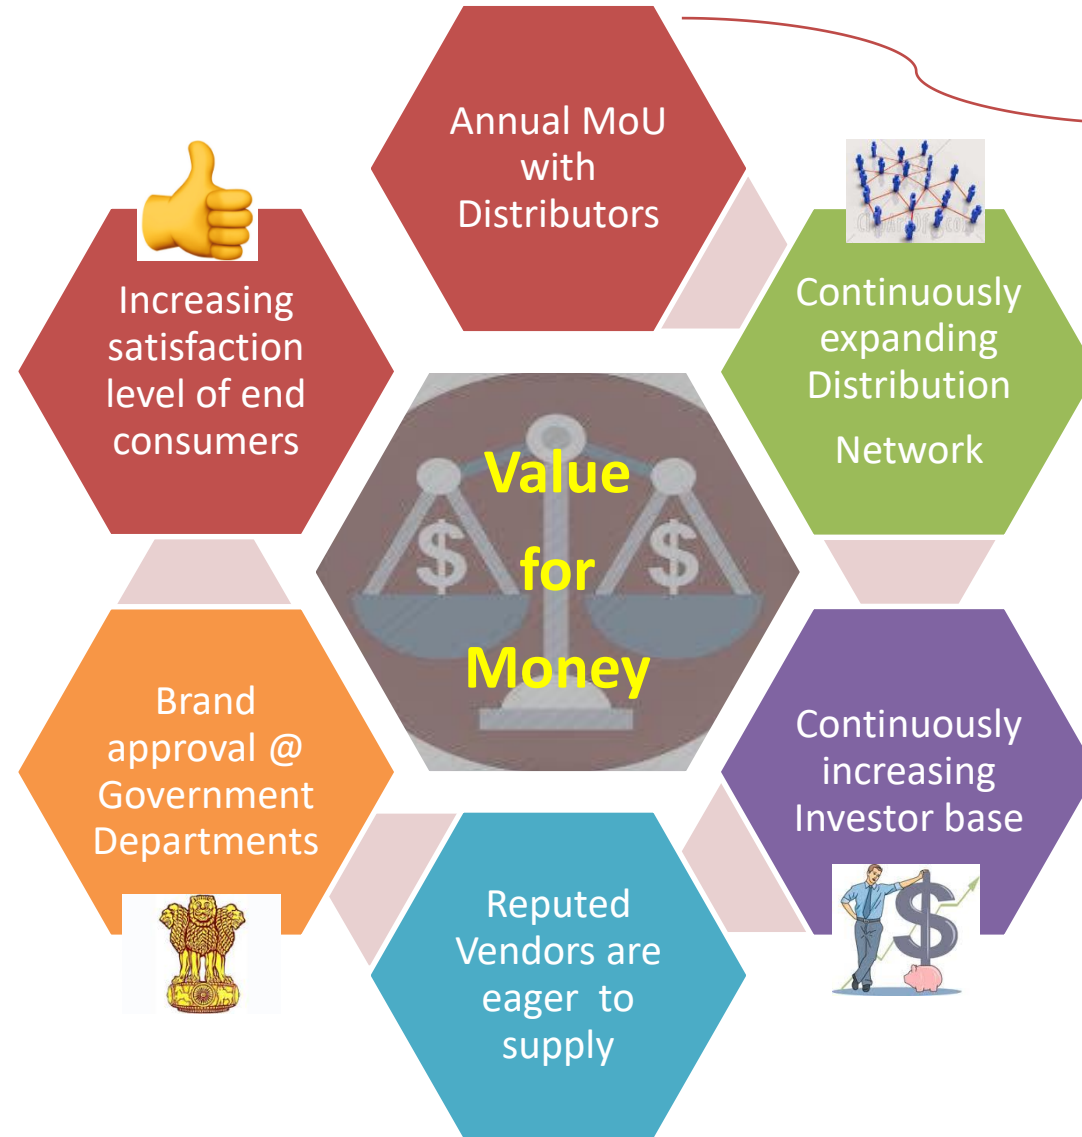 Annual MoU
with
Distributors
Continuously
expanding
Distribution
Network
Continuously
increasing
Investor base
Reputed
Vendors are
eager to
supply
Brand
approval @
Government
Departments
Increasing
satisfaction
level of end
consumers
Value
for
Money
$
$
$